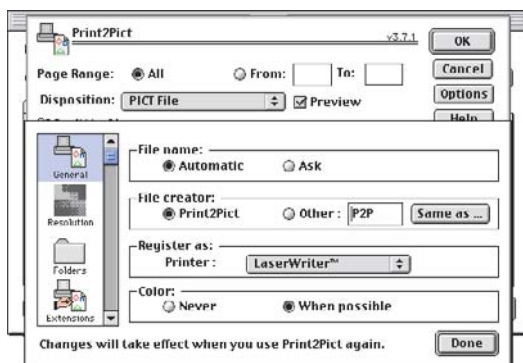 Print2Pict v3.7.1 OK
Page Range: All From: To: Cancel
Disposition: PICT File Preview Options
Help
General
Resolution
Folders
Extensions
File name:
Automatic Ask
File creator:
Print2Pict Other: P2P Same as ...
Register as:
Printer: LaserWriter™
Color:
Never When possible
Changes will take effect when you use Print2Pict again. Done